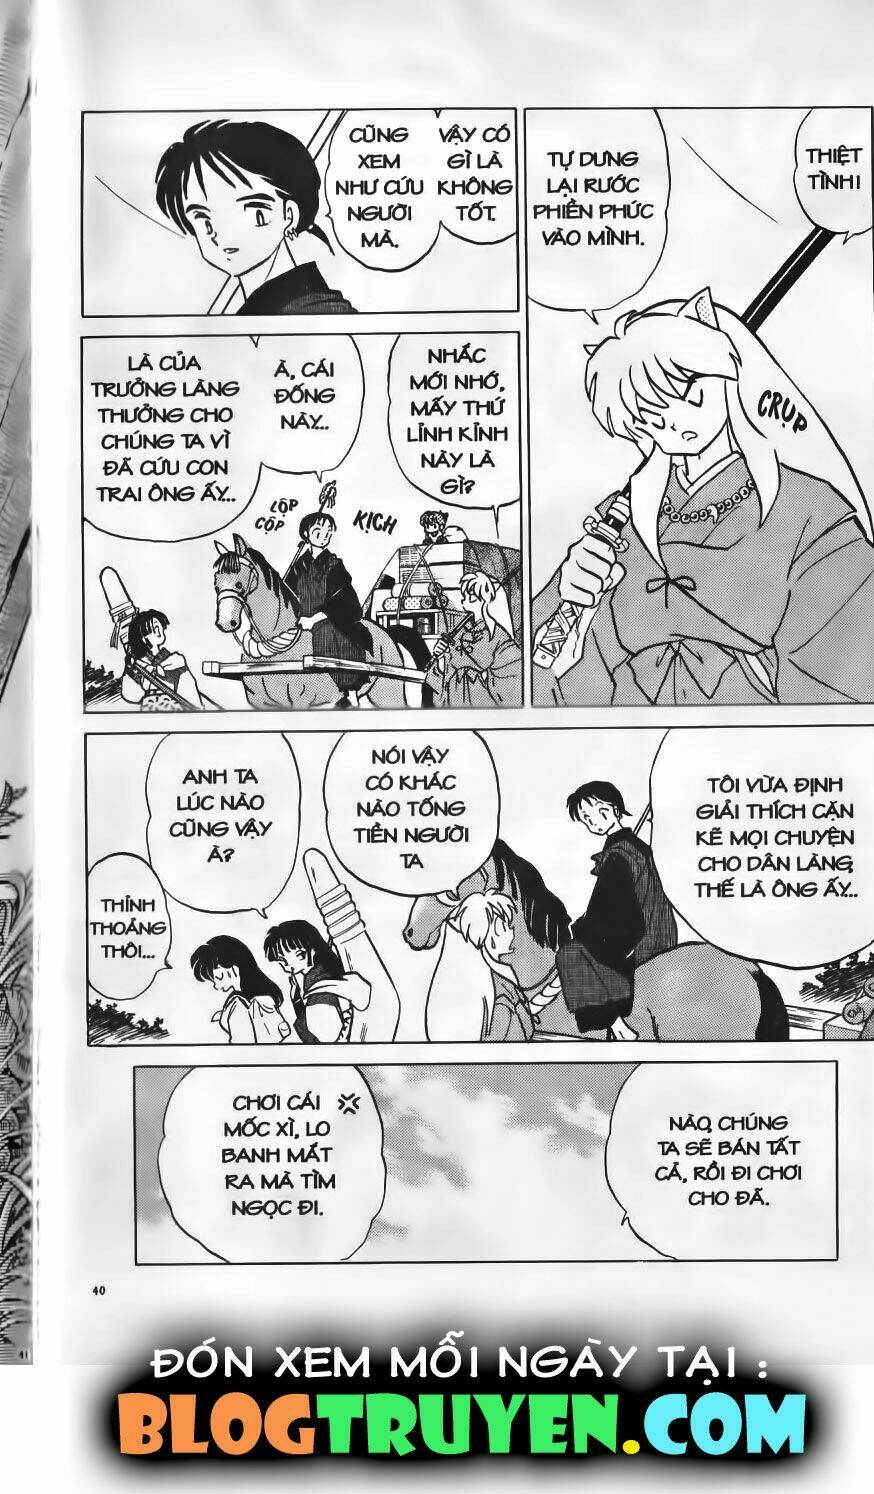 THIỆT
TÌNH!
TỰ DƯNG
LẠI RƯỚC
PHIỀN PHỨC
VÀO MÌNH.
CRỤP
VẬY CÓ
GÌ LÀ
KHÔNG
TỐT.
CŨNG
XEM
NHƯ CỨU
NGƯỜI
MÀ.
NHẮC
MỚI NHỚ,
MẤY THỨ
LỈNH KỈNH
NÀY LÀ
GÌ?
À, CÁI
ĐỐNG
NÀY...
LÀ CỦA
TRƯỞNG LÀNG
THƯỞNG CHO
CHÚNG TA VÌ
ĐÃ CỨU CON
TRAI ÔNG ẤY...
KỊCH
LỘP
CỘP
TÔI VỪA ĐỊNH
GIẢI THÍCH CẶN
KẼ MỌI CHUYỆN
CHO DÂN LÀNG,
THẾ LÀ ÔNG ẤY...
NÓI VẬY
CÓ KHÁC
NÀO TỐNG
TIỀN NGƯỜI
TA
ANH TA
LÚC NÀO
CŨNG VẬY
À?
THỈNH
THOẢNG
THÔI...
NÀO, CHÚNG
TA SẼ BÁN TẤT
CẢ, RỒI ĐI CHƠI
CHO ĐÃ.
CHƠI CÁI
MỐC XÌ, LO
BANH MẮT
RA MÀ TÌM
NGỌC ĐI.
40
41
ĐÓN XEM MỖI NGÀY TẠI :
BLOGTRUYEN.COM